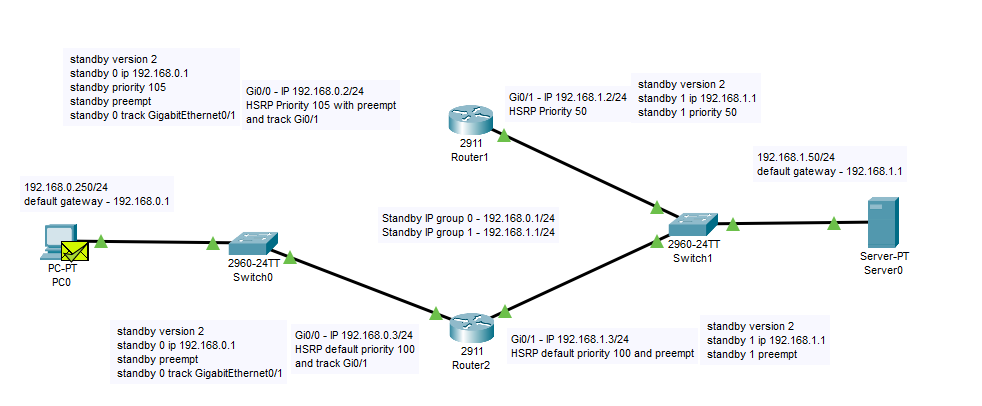 standby version 2
standby 0 ip 192.168.0.1
standby priority 105
standby preempt
standby 0 track GigabitEthernet0/1
Gi0/0 - IP 192.168.0.2/24
HSRP Priority 105 with preempt
and track Gi0/1
2911
Router1
Gi0/1 - IP 192.168.1.2/24
HSRP Priority 50
standby version 2
standby 1 ip 192.168.1.1
standby 1 priority 50
192.168.1.50/24
default gateway - 192.168.1.1
192.168.0.250/24
default gateway - 192.168.0.1
Standby IP group 0 - 192.168.0.1/24
Standby IP group 1 - 192.168.1.1/24
PC-PT
PC0
2960-24TT
Switch0
2960-24TT
Switch1
Server-PT
Server0
standby version 2
standby 0 ip 192.168.0.1
standby preempt
standby 0 track GigabitEthernet0/1
Gi0/0 - IP 192.168.0.3/24
HSRP default priority 100
and track Gi0/1
2911
Router2
Gi0/1 - IP 192.168.1.3/24
HSRP default priority 100 and preempt
standby version 2
standby 1 ip 192.168.1.1
standby 1 preempt